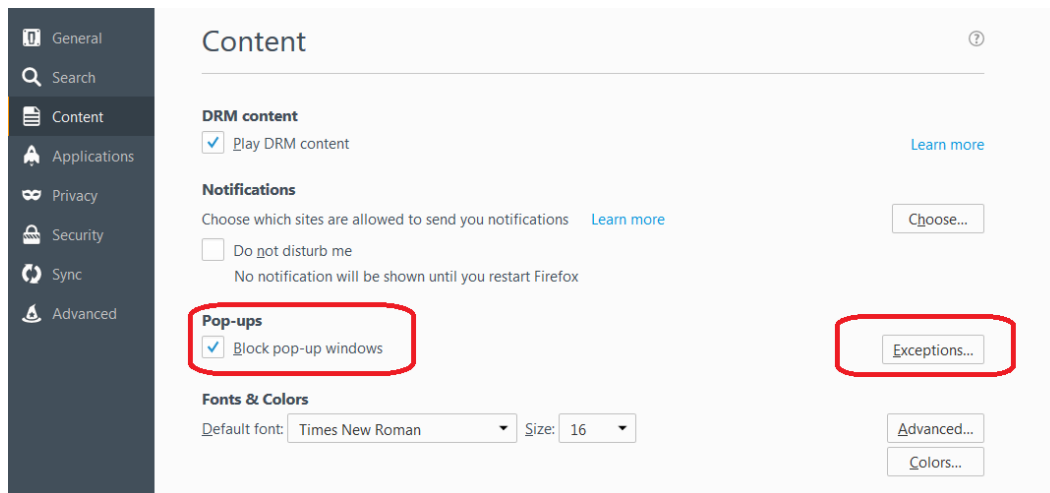 General
Search
Content
Applications
Privacy
Security
Sync
Advanced
Content
?
DRM content
Play DRM content
Learn more
Notifications
Choose which sites are allowed to send you notifications Learn more
Choose...
Do not disturb me
No notification will be shown until you restart Firefox
Pop-ups
Block pop-up windows
Exceptions...
Fonts & Colors
Default font: Times New Roman Size: 16
Advanced...
Colors...